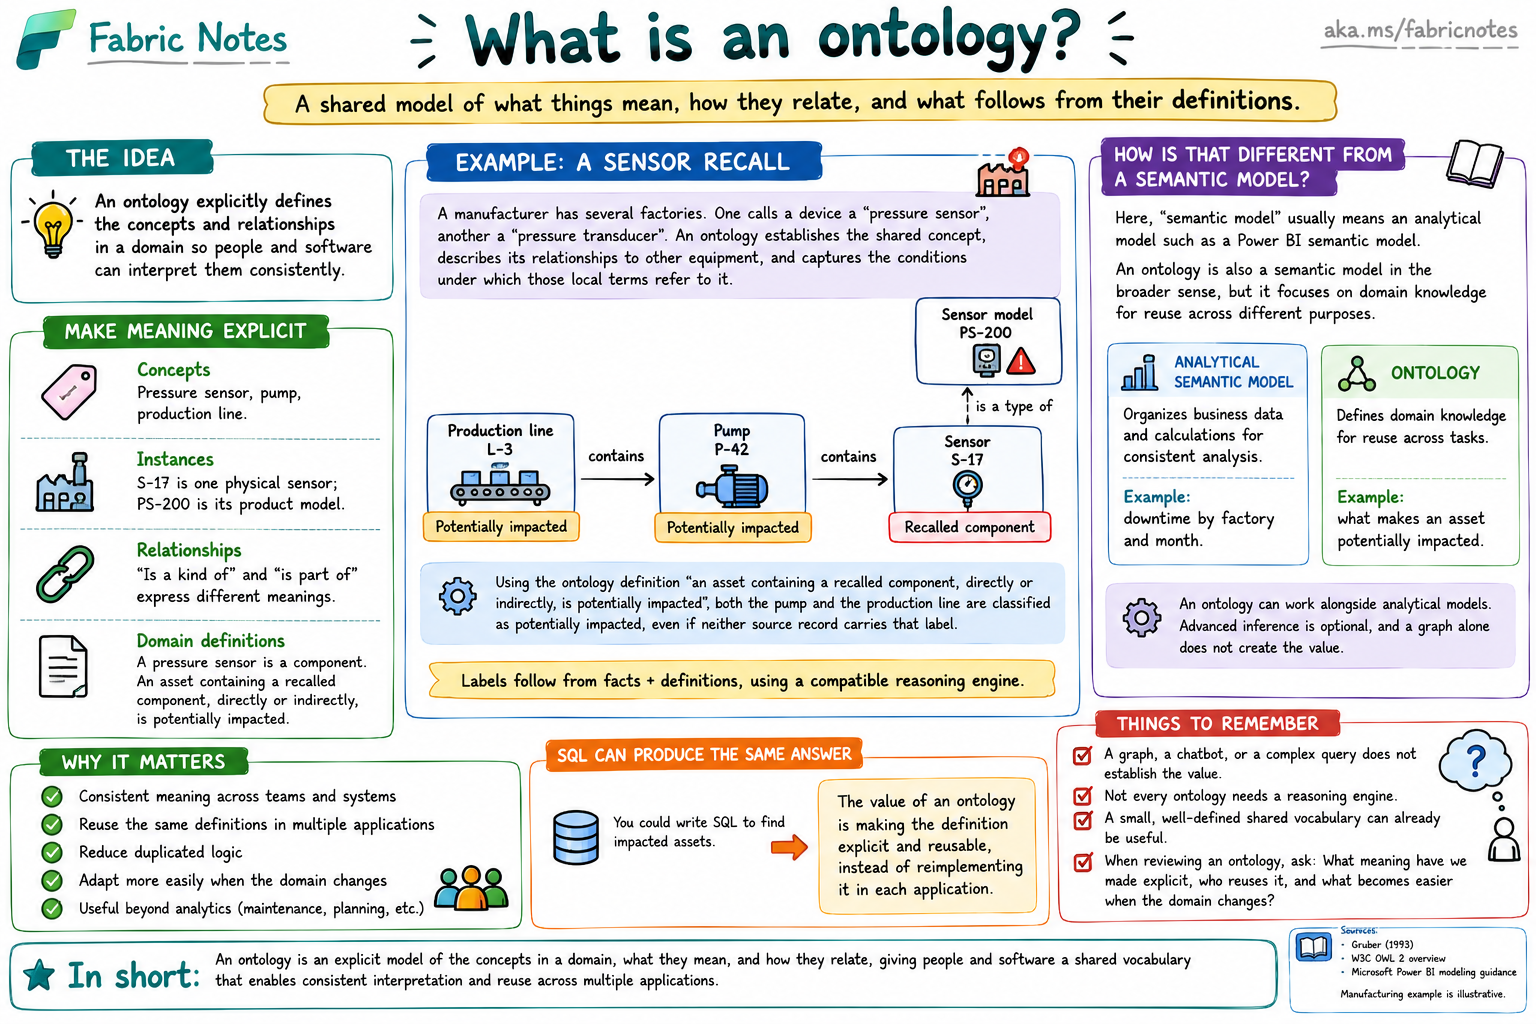 Fabric Notes
What is an ontology?
aka.ms/fabricnotes
A shared model of what things mean, how they relate, and what follows from their definitions.
THE IDEA
An ontology explicitly defines
the concepts and relationships
in a domain so people and software
can interpret them consistently.
MAKE MEANING EXPLICIT
Concepts
Pressure sensor, pump,
production line.
Instances
S-17 is one physical sensor;
PS-200 is its product model.
Relationships
“Is a kind of” and “is part of”
express different meanings.
Domain definitions
A pressure sensor is a component.
An asset containing a recalled
component, directly or indirectly,
is potentially impacted.
EXAMPLE: A SENSOR RECALL
A manufacturer has several factories. One calls a device a “pressure sensor”,
another a “pressure transducer”. An ontology establishes the shared concept,
describes its relationships to other equipment, and captures the conditions
under which those local terms refer to it.
Sensor model
PS-200
is a type of
Production line
L-3
Potentially impacted
contains
Pump
P-42
Potentially impacted
contains
Sensor
S-17
Recalled component
Using the ontology definition “an asset containing a recalled component, directly or
indirectly, is potentially impacted”, both the pump and the production line are classified
as potentially impacted, even if neither source record carries that label.
Labels follow from facts + definitions, using a compatible reasoning engine.
HOW IS THAT DIFFERENT FROM
A SEMANTIC MODEL?
Here, “semantic model” usually means an analytical
model such as a Power BI semantic model.
An ontology is also a semantic model in the
broader sense, but it focuses on domain knowledge
for reuse across different purposes.
ANALYTICAL
SEMANTIC MODEL
Organizes business data
and calculations for
consistent analysis.
Example:
downtime by factory
and month.
ONTOLOGY
Defines domain knowledge
for reuse across tasks.
Example:
what makes an asset
potentially impacted.
An ontology can work alongside analytical models.
Advanced inference is optional, and a graph alone
does not create the value.
WHY IT MATTERS
Consistent meaning across teams and systems
Reuse the same definitions in multiple applications
Reduce duplicated logic
Adapt more easily when the domain changes
Useful beyond analytics (maintenance, planning, etc.)
SQL CAN PRODUCE THE SAME ANSWER
You could write SQL to find
impacted assets.
The value of an ontology
is making the definition
explicit and reusable,
instead of reimplementing
it in each application.
THINGS TO REMEMBER
A graph, a chatbot, or a complex query does not
establish the value.
Not every ontology needs a reasoning engine.
A small, well-defined shared vocabulary can already
be useful.
When reviewing an ontology, ask: What meaning have we
made explicit, who reuses it, and what becomes easier
when the domain changes?
?
In short:
An ontology is an explicit model of the concepts in a domain, what they mean, and how they relate, giving people and software a shared vocabulary
that enables consistent interpretation and reuse across multiple applications.
Sources:
• Gruber (1993)
• W3C OWL 2 overview
• Microsoft Power BI modeling guidance
Manufacturing example is illustrative.